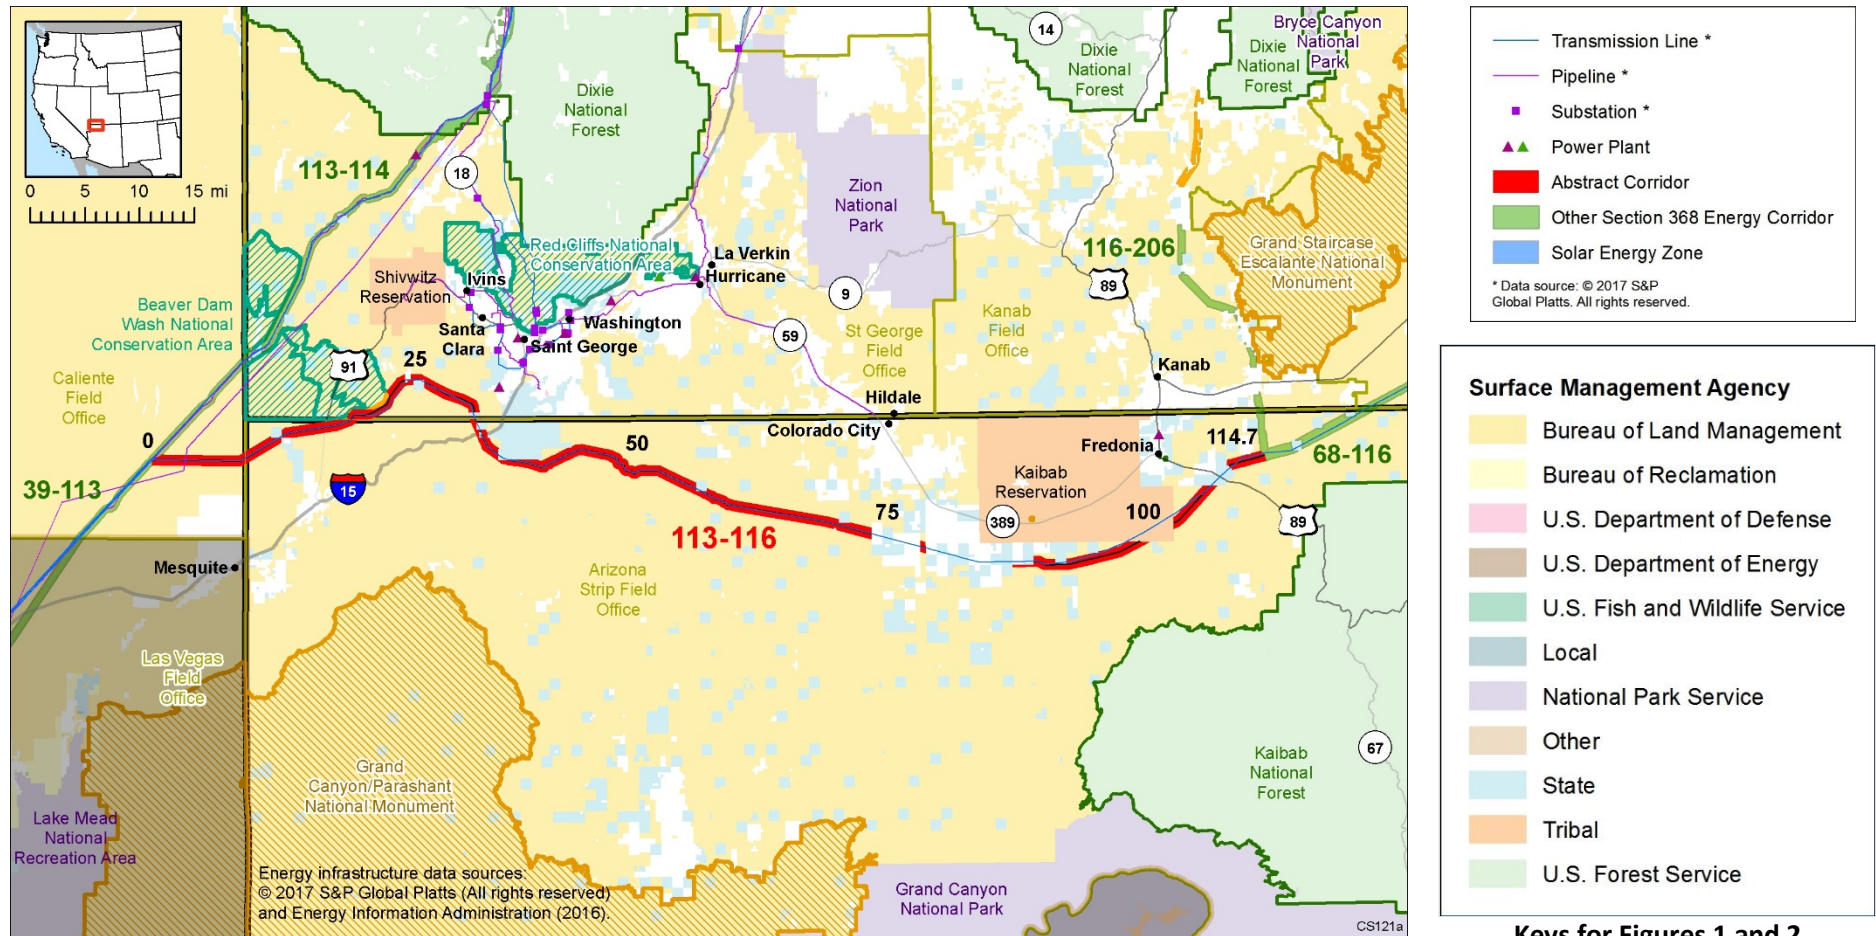 14
Bryce Canyon
National
Park
Dixie
National
Forest
Dixie
National
Forest
Dixie
National
Forest
0 5 10 15 mi
113-114
18
Zion
National
Park
Red Cliffs National
Conservation Area
La Verkin
Hurricane
116-206
Grand Staircase
Escalante National
Monument
Shivwitz
Reservation
Ivins
9
89
Beaver Dam
Wash National
Conservation Area
Santa
Clara
Washington
Saint George
59
St George
Field
Office
Kanab
Field
Office
91
25
Kanab
Caliente
Field
Office
Hildale
Colorado City
0
50
Fredonia
114.7
68-116
39-113
15
Kaibab
Reservation
75
389
100
89
113-116
Mesquite
Arizona
Strip Field
Office
Las Vegas
Field
Office
67
Kaibab
National
Forest
Grand
Canyon/Parashant
National Monument
Lake Mead
National
Recreation Area
Energy infrastructure data sources:
© 2017 S&P Global Platts (All rights reserved)
and Energy Information Administration (2016).
Grand Canyon
National Park
CS121a
Transmission Line *
Pipeline *
Substation *
Power Plant
Abstract Corridor
Other Section 368 Energy Corridor
Solar Energy Zone
* Data source: © 2017 S&P
Global Platts. All rights reserved.
Surface Management Agency
Bureau of Land Management
Bureau of Reclamation
U.S. Department of Defense
U.S. Department of Energy
U.S. Fish and Wildlife Service
Local
National Park Service
Other
State
Tribal
U.S. Forest Service
Keys for Figures 1 and 2